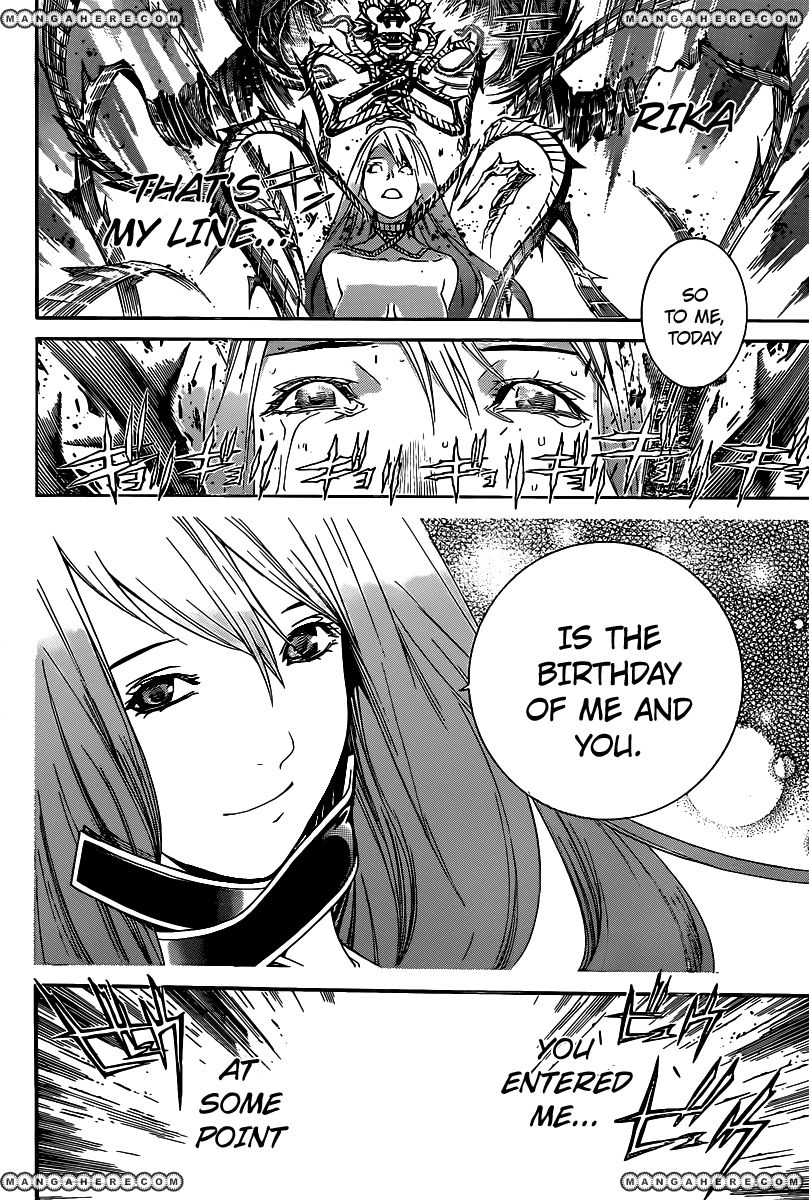 MANGAHERE.COM MANGAHERE.COM
RIKA
THAT'S
MY LINE...
SO
TO ME,
TODAY
IS THE
BIRTHDAY
OF ME AND
YOU.
YOU
ENTERED
ME...
AT
SOME
POINT
MANGAHERE.COM MANGAHERE.COM